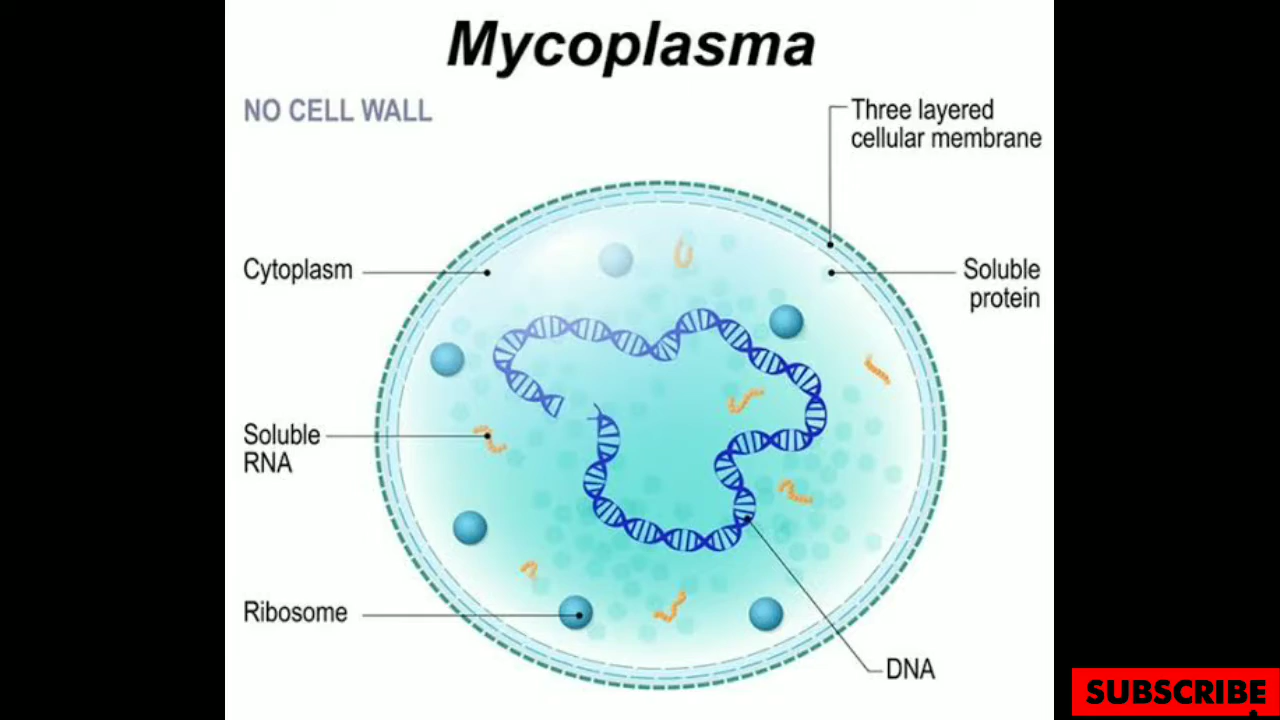 Mycoplasma
NO CELL WALL
Three layered
cellular membrane
Cytoplasm
Soluble
protein
Soluble
RNA
Ribosome
DNA
SUBSCRIBE